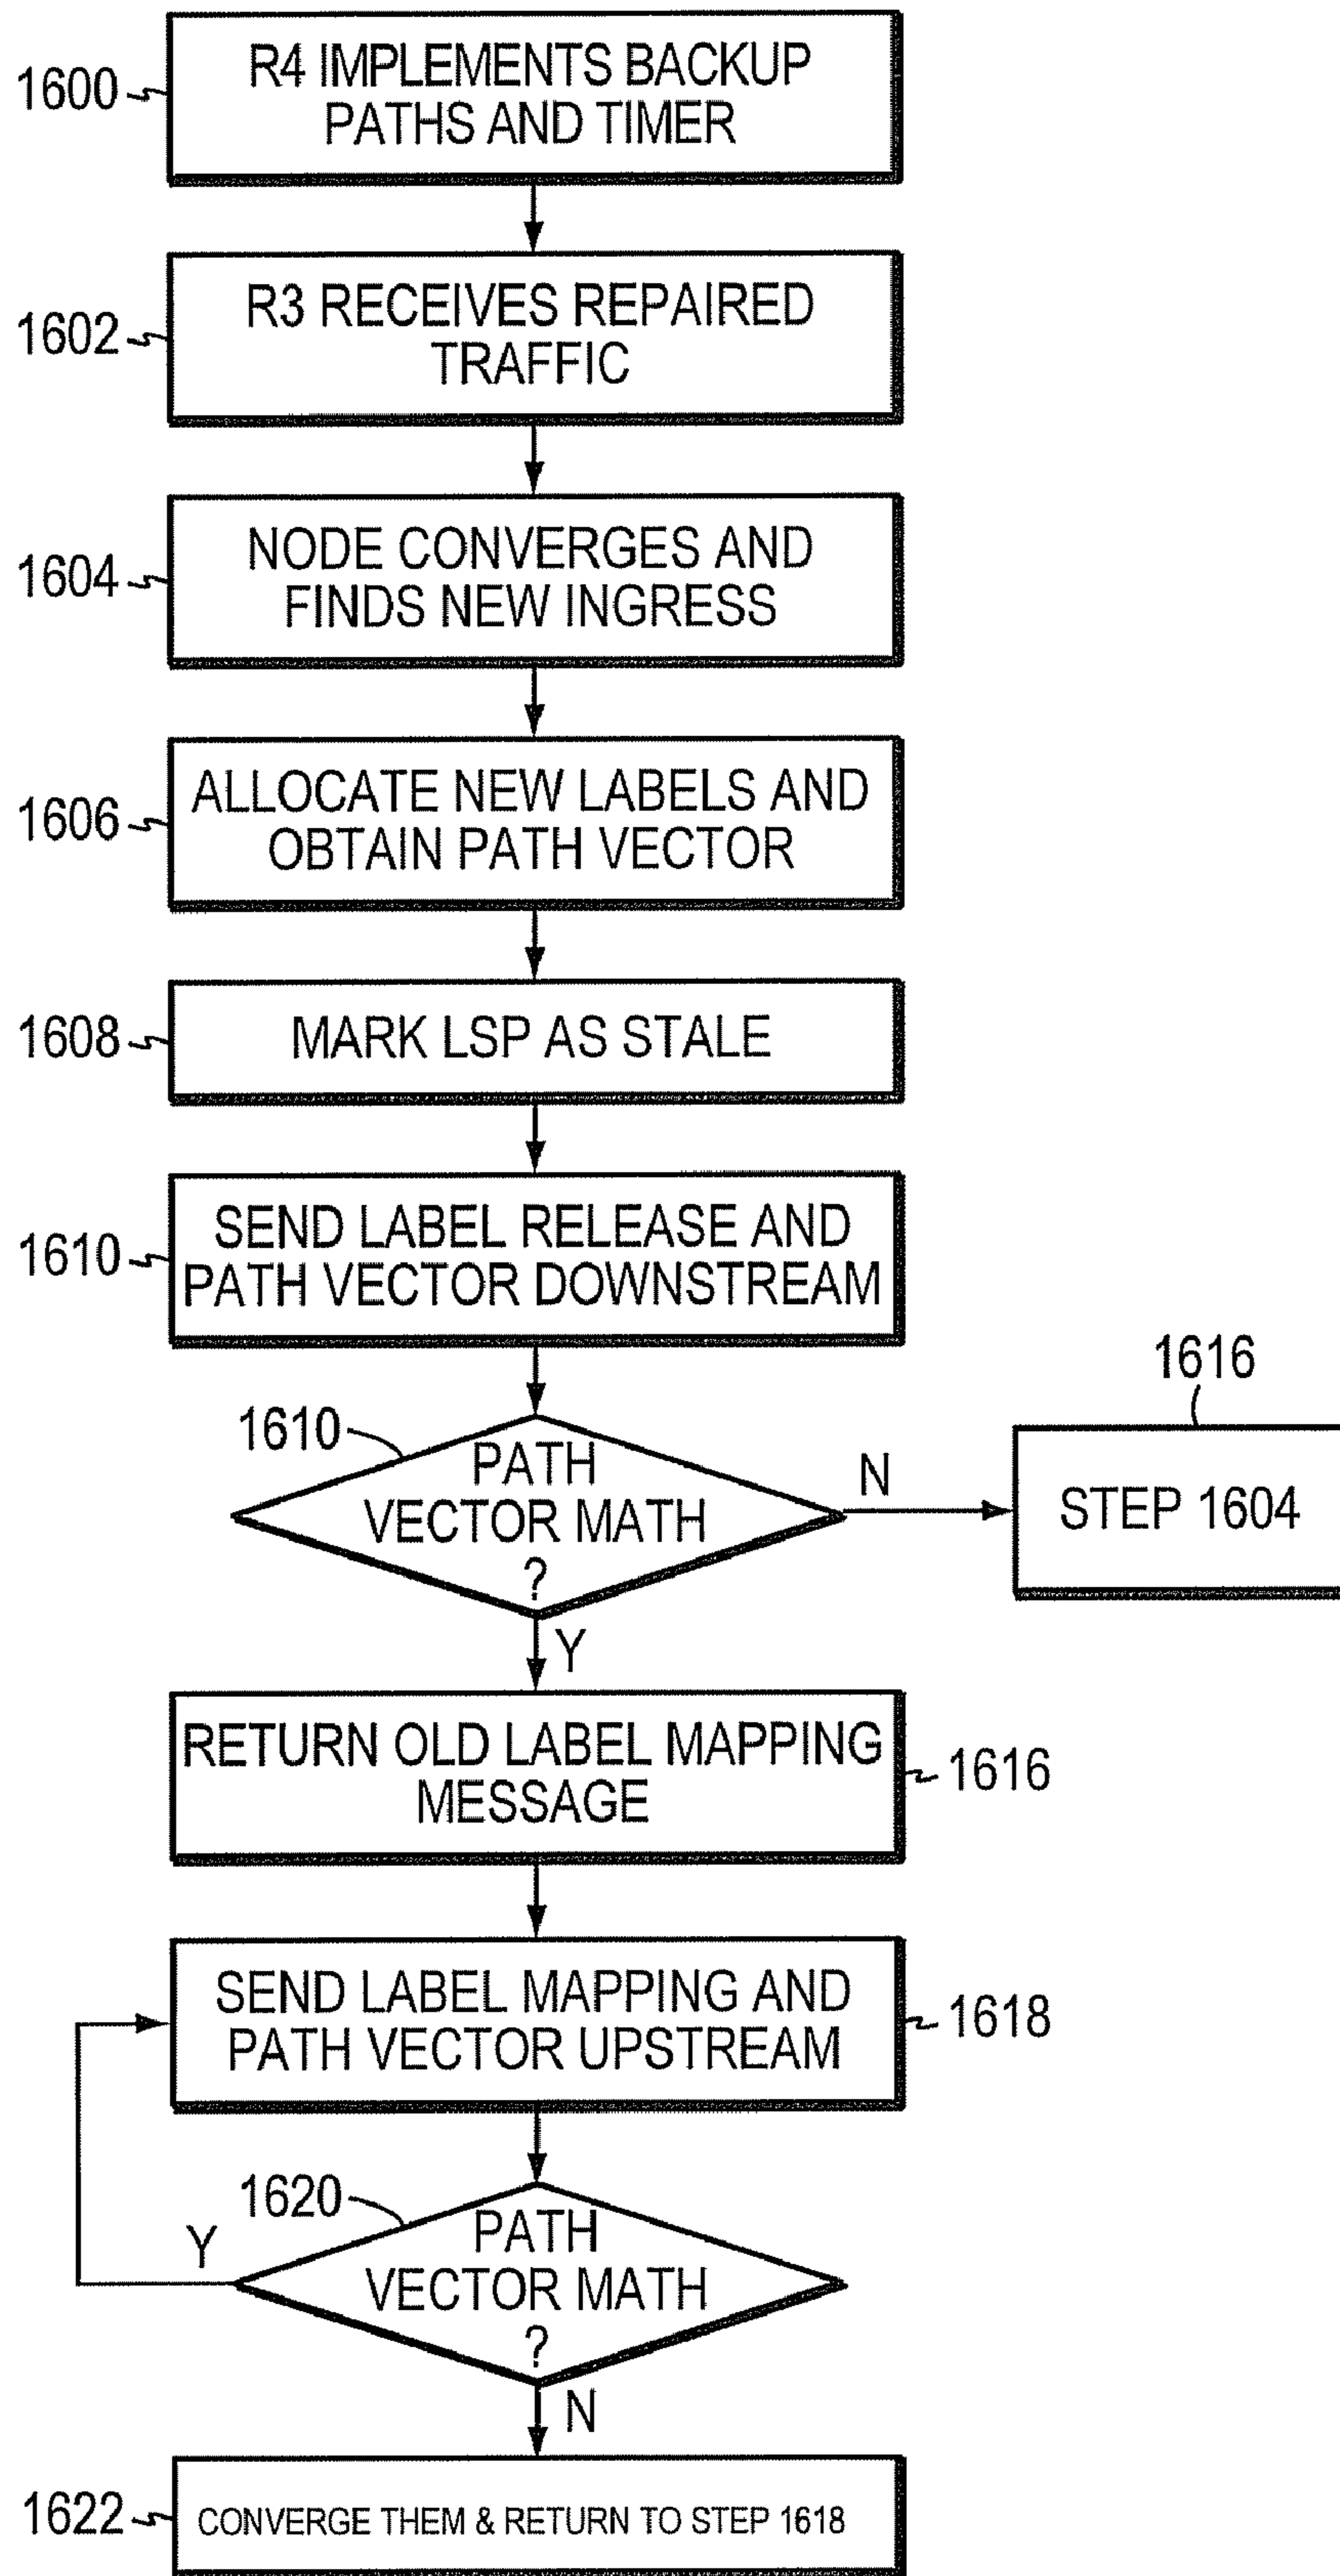 1600
R4 IMPLEMENTS BACKUP
PATHS AND TIMER
1602
R3 RECEIVES REPAIRED
TRAFFIC
1604
NODE CONVERGES AND
FINDS NEW INGRESS
1606
ALLOCATE NEW LABELS AND
OBTAIN PATH VECTOR
1608
MARK LSP AS STALE
1610
SEND LABEL RELEASE AND
PATH VECTOR DOWNSTREAM
1610
PATH
VECTOR MATH
?
N
1616
STEP 1604
Y
RETURN OLD LABEL MAPPING
MESSAGE
1616
SEND LABEL MAPPING AND
PATH VECTOR UPSTREAM
1618
1620
PATH
VECTOR MATH
?
Y
N
1622
CONVERGE THEM & RETURN TO STEP 1618